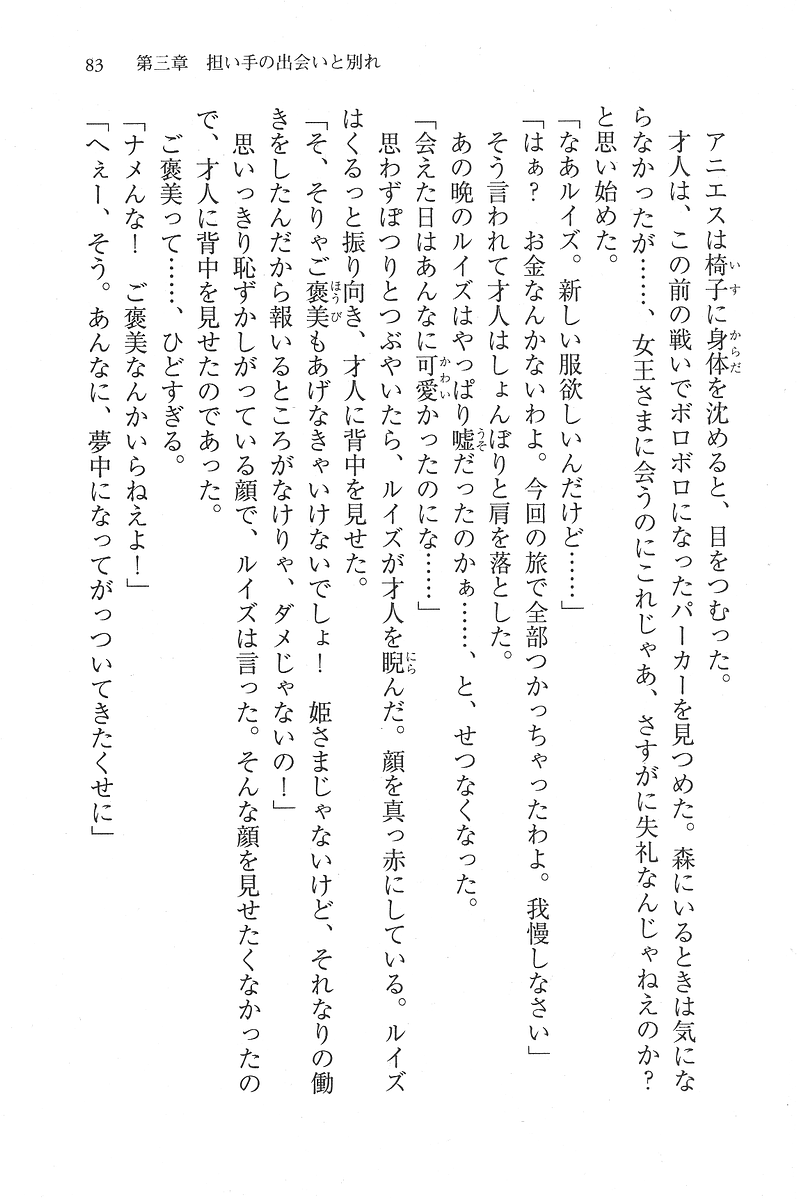 83　第三章　担い手の出会いと別れ
　アニエスは椅子に身体を沈めると、目をつむった。
　才人は、この前の戦いでボロボロになったパーカーを見つめた。森にいるときは気にな
らなかったが……、女王さまに会うのにこれじゃあ、さすがに失礼なんじゃねえのか？
と思い始めた。
「なあルイズ。新しい服欲しいんだけど……」
「はぁ？　お金なんかないわよ。今回の旅で全部つかっちゃったわよ。我慢しなさい」
　そう言われて才人はしょんぼりと肩を落とした。
　あの晩のルイズはやっぱり嘘だったのかぁ……、と、せつなくなった。
「会えた日はあんなに可愛かったのにな……」
　思わずぽつりとつぶやいたら、ルイズが才人を睨んだ。顔を真っ赤にしている。ルイズ
はくるっと振り向き、才人に背中を見せた。
「そ、そりゃご褒美もあげなきゃいけないでしょ！　姫さまじゃないけど、それなりの働
きをしたんだから報いるところがなけりゃ、ダメじゃないの！」
　思いっきり恥ずかしがっている顔で、ルイズは言った。そんな顔を見せたくなかったの
で、才人に背中を見せたのであった。
　ご褒美って……、ひどすぎる。
「ナメんな！　ご褒美なんかいらねえよ！」
「へぇー、そう。あんなに、夢中になってがっついてきたくせに」